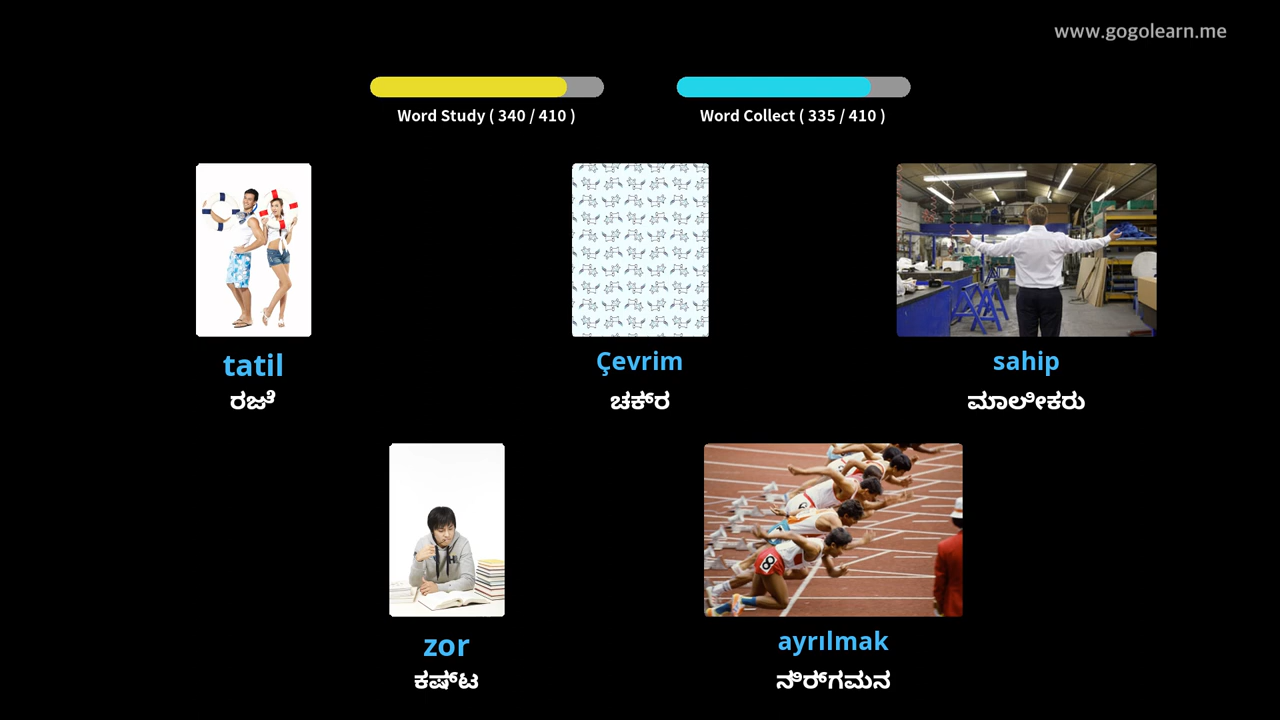 www.gogolearn.me
Word Study ( 340 / 410 )
Word Collect ( 335 / 410 )
tatil
ರಜೆ
Çevrim
ಚಕ್ರ
sahip
ಮಾಲೀಕರು
zor
ಕಷ್ಟ
ayrılmak
ನಿರ್ಗಮನ